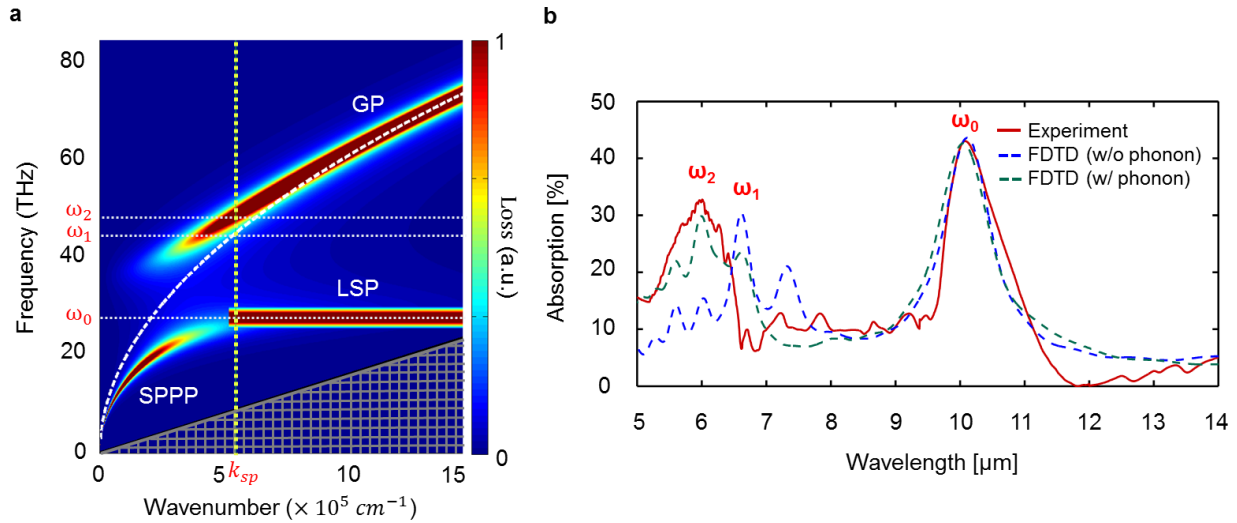 a
80
60
ω2
ω1
40
ω0
20
0
Frequency (THz)
GP
LSP
SPPP
0
5
k_sp
10
15
Wavenumber (× 10^5 cm^−1)
1
Loss (a.u.)
0
b
50
40
30
20
10
0
Absorption [%]
ω2
ω1
ω0
Experiment
FDTD (w/o phonon)
FDTD (w/ phonon)
5
6
7
8
9
10
11
12
13
14
Wavelength [μm]